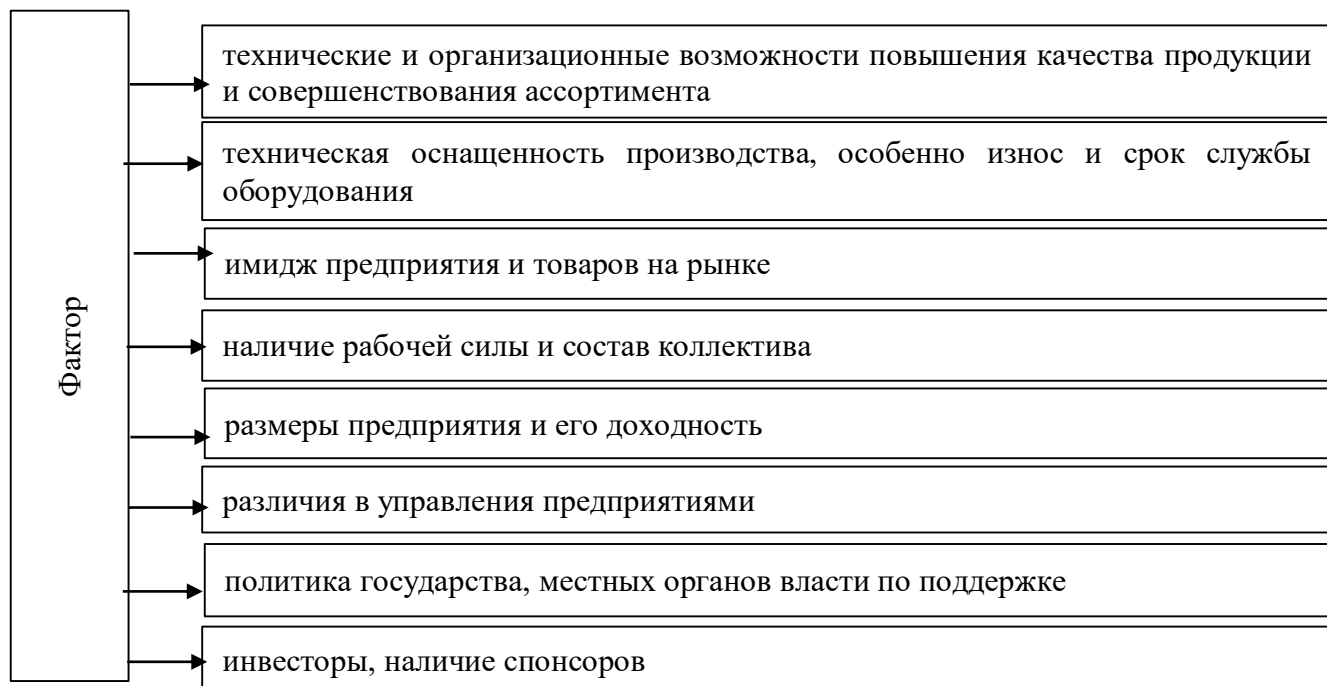 Фактор
технические и организационные возможности повышения качества продукции
и совершенствования ассортимента
техническая оснащенность производства, особенно износ и срок службы
оборудования
имидж предприятия и товаров на рынке
наличие рабочей силы и состав коллектива
размеры предприятия и его доходность
различия в управления предприятиями
политика государства, местных органов власти по поддержке
инвесторы, наличие спонсоров